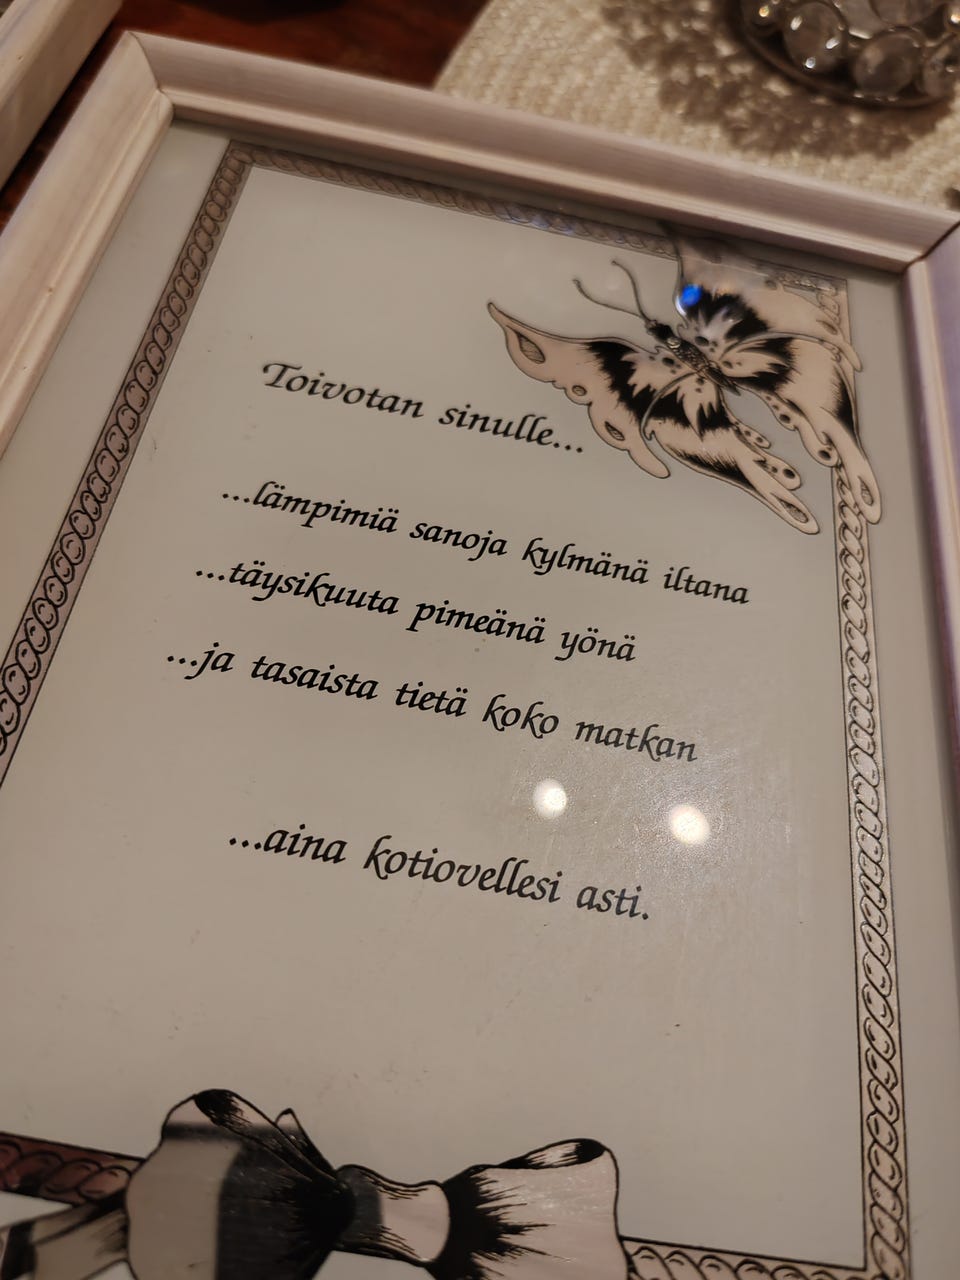 Toivotan sinulle...
...lämpimiä sanoja kylmänä iltana
...täysikuuta pimeänä yönä
...ja tasaista tietä koko matkan
...aina kotiovellesi asti.